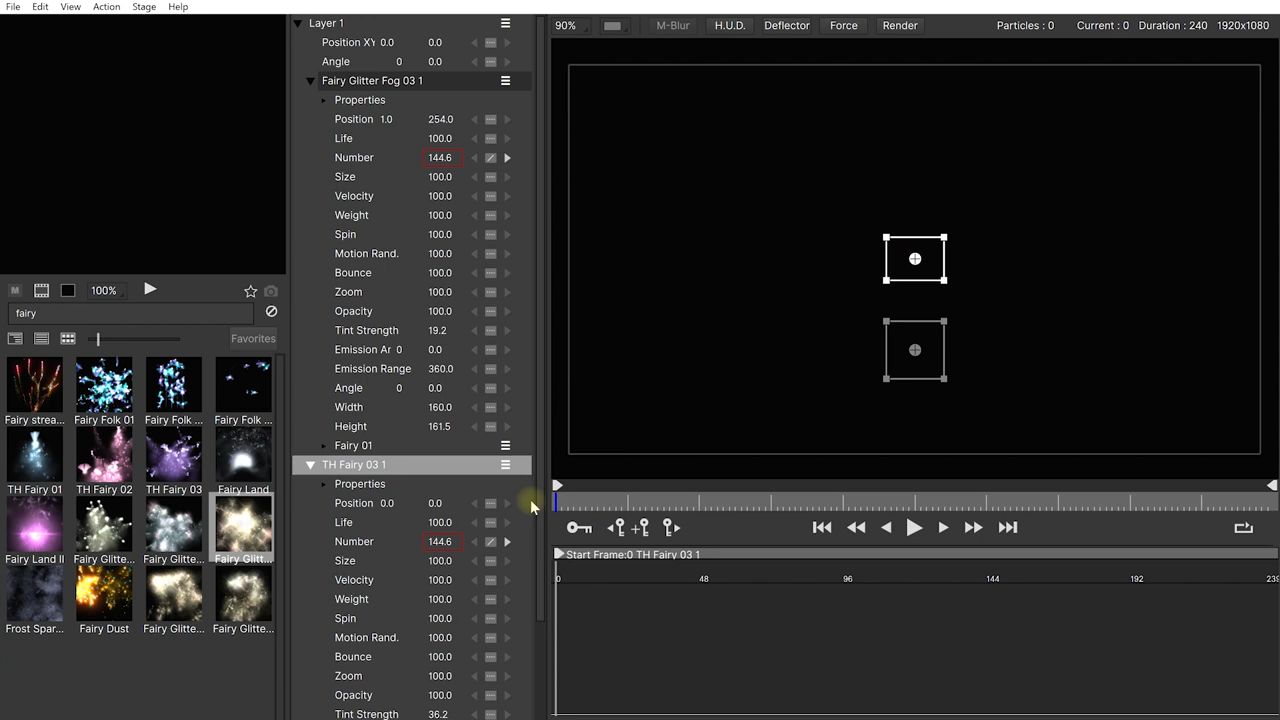 File Edit View Action Stage Help
100%
fairy
Favorites
Fairy strea... Fairy Folk 01 Fairy Folk ... Fairy Folk ...
TH Fairy 01 TH Fairy 02 TH Fairy 03 Fairy Land
Fairy Land II Fairy Glitte... Fairy Glitte... Fairy Glitt...
Frost Spar... Fairy Dust Fairy Glitte... Fairy Glitte...
Layer 1
Position XY 0.0 0.0
Angle 0 0.0
Fairy Glitter Fog 03 1
Properties
Position 1.0 254.0
Life 100.0
Number 144.6
Size 100.0
Velocity 100.0
Weight 100.0
Spin 100.0
Motion Rand. 100.0
Bounce 100.0
Zoom 100.0
Opacity 100.0
Tint Strength 19.2
Emission Ar 0 0.0
Emission Range 360.0
Angle 0 0.0
Width 160.0
Height 161.5
Fairy 01
TH Fairy 03 1
Properties
Position 0.0 0.0
Life 100.0
Number 144.6
Size 100.0
Velocity 100.0
Weight 100.0
Spin 100.0
Motion Rand. 100.0
Bounce 100.0
Zoom 100.0
Opacity 100.0
Tint Strength 36.2
90% M-Blur H.U.D. Deflector Force Render Particles : 0 Current : 0 Duration : 240 1920x1080
Start Frame:0 TH Fairy 03 1
0 48 96 144 192 239